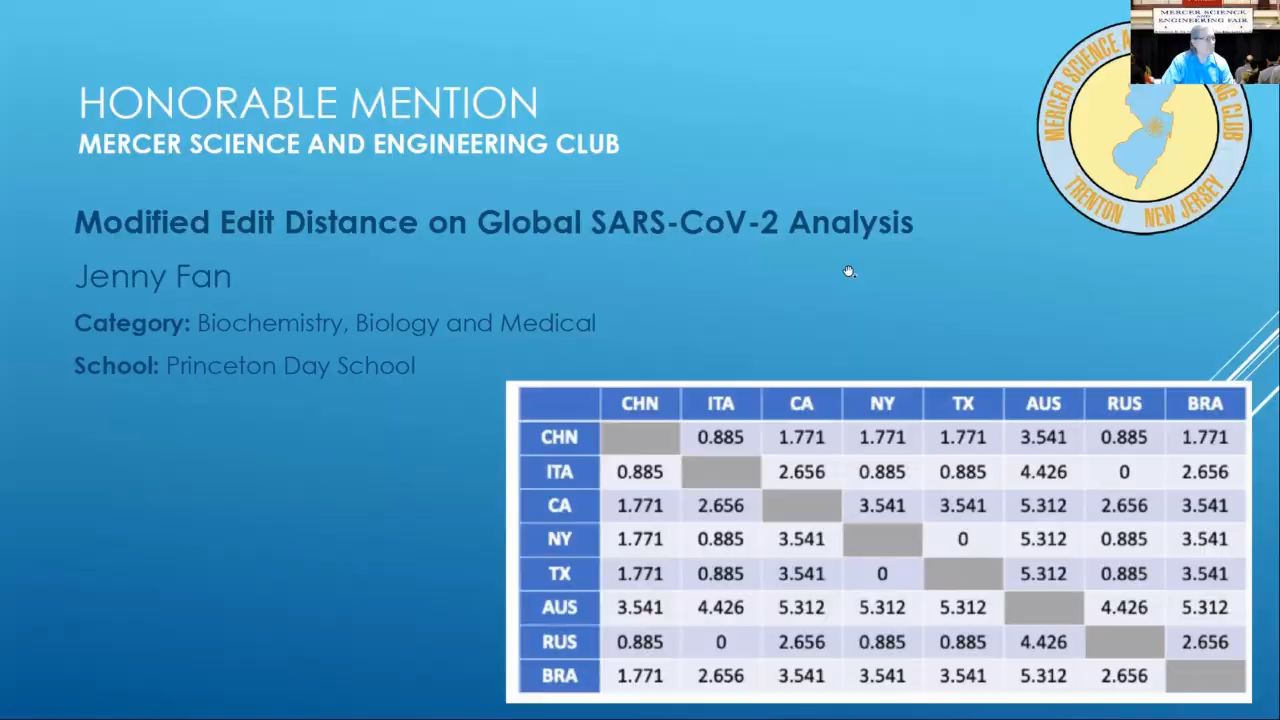 MERCER SCIENCE
AND
ENGINEERING FAIR
HONORABLE MENTION
MERCER SCIENCE AND ENGINEERING CLUB
MERCER SCIENCE
CLUB
TRENTON NEW JERSEY
Modified Edit Distance on Global SARS-CoV-2 Analysis
Jenny Fan
Category: Biochemistry, Biology and Medical
School: Princeton Day School
CHN ITA CA NY TX AUS RUS BRA
CHN 0.885 1.771 1.771 1.771 3.541 0.885 1.771
ITA 0.885 2.656 0.885 0.885 4.426 0 2.656
CA 1.771 2.656 3.541 3.541 5.312 2.656 3.541
NY 1.771 0.885 3.541 0 5.312 0.885 3.541
TX 1.771 0.885 3.541 0 5.312 0.885 3.541
AUS 3.541 4.426 5.312 5.312 5.312 4.426 5.312
RUS 0.885 0 2.656 0.885 0.885 4.426 2.656
BRA 1.771 2.656 3.541 3.541 3.541 5.312 2.656